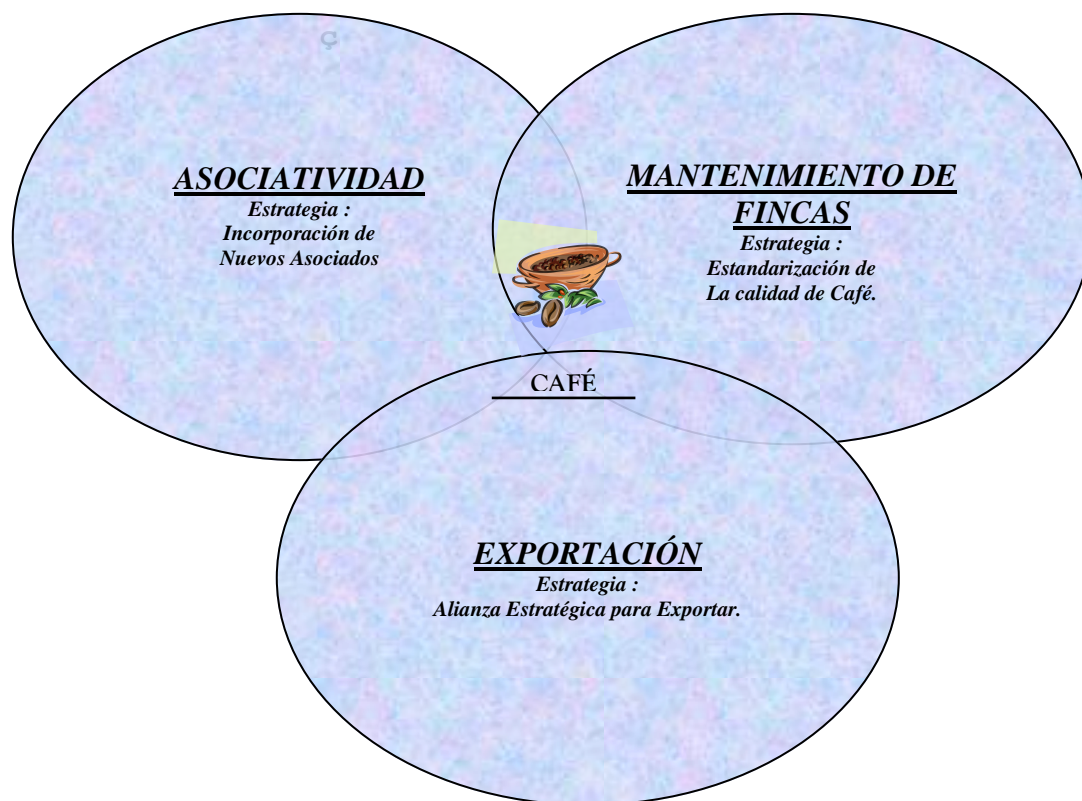 ç
ASOCIATIVIDAD
Estrategia :
Incorporación de
Nuevos Asociados
MANTENIMIENTO DE
FINCAS
Estrategia :
Estandarización de
La calidad de Café.
CAFÉ
EXPORTACIÓN
Estrategia :
Alianza Estratégica para Exportar.